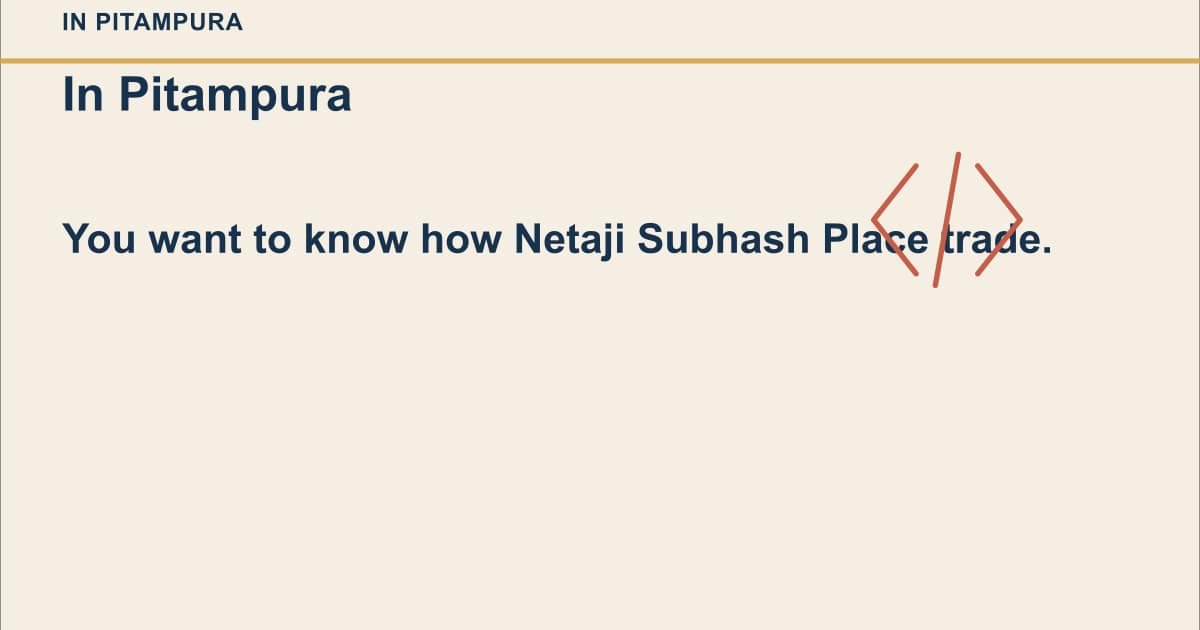 IN PITAMPURA
In Pitampura
You want to know how Netaji Subhash Place trade.